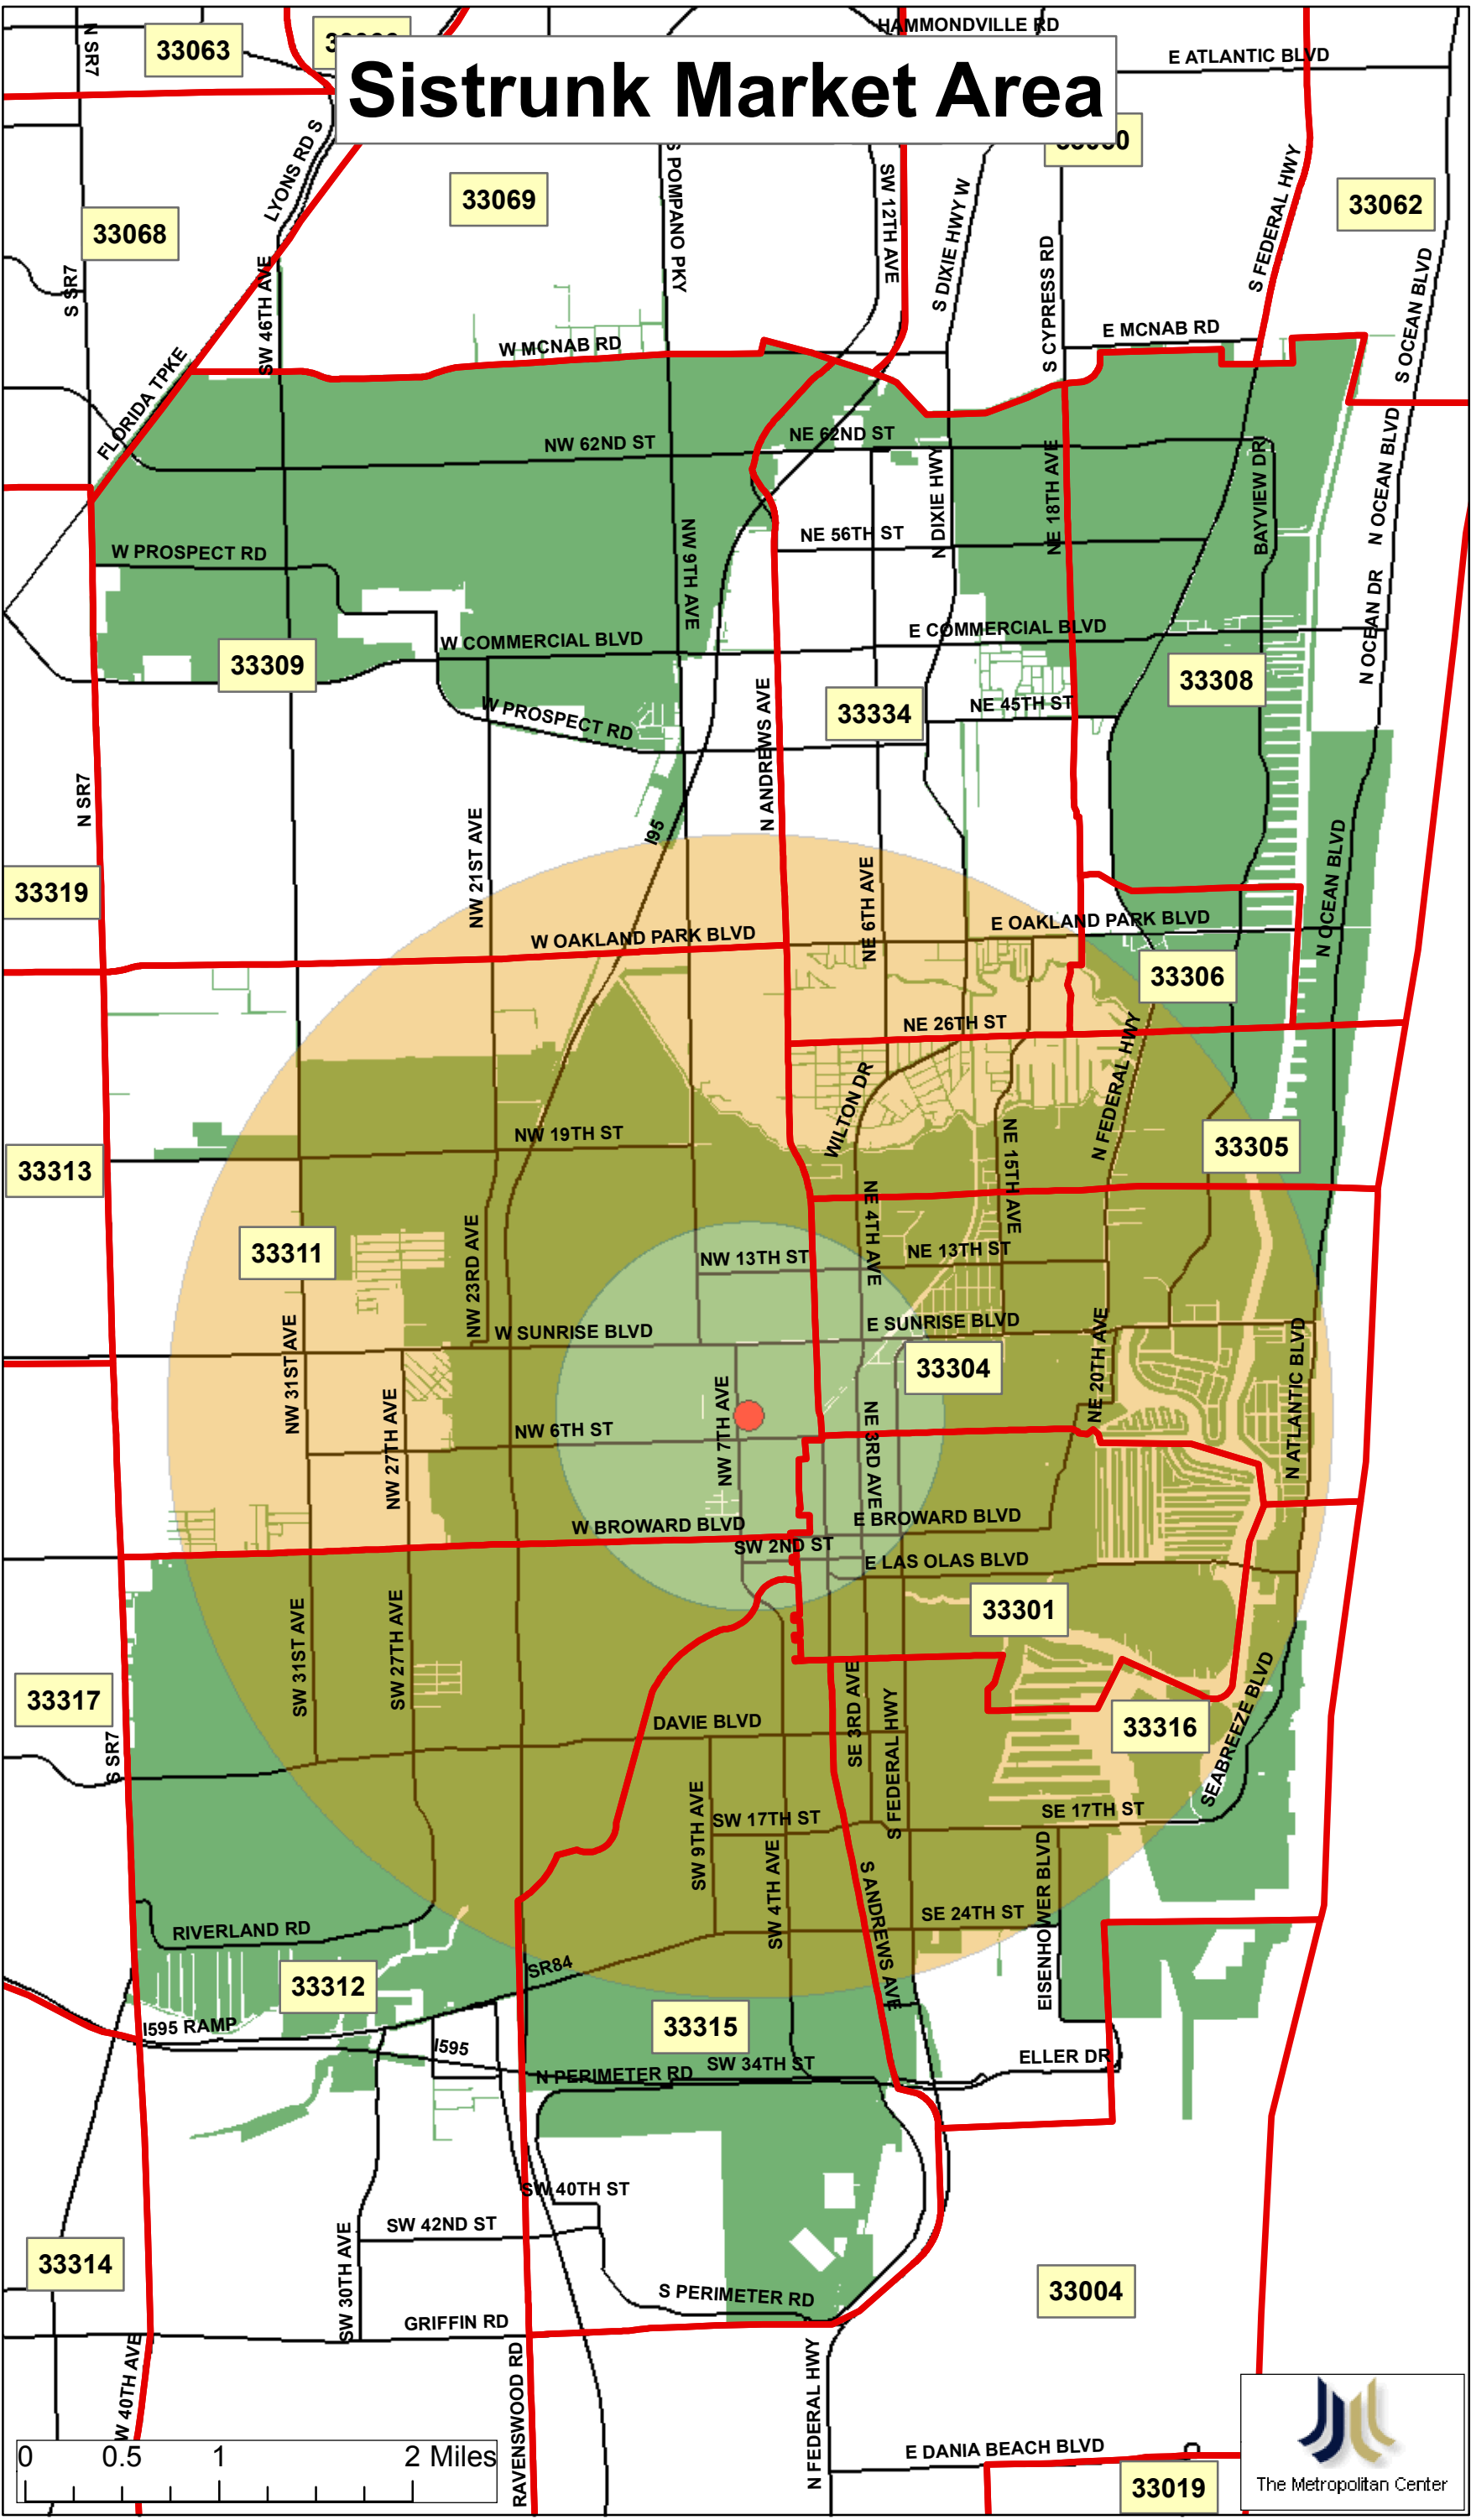 HAMMONDVILLE RD
N SR7
33063
E ATLANTIC BLVD
Sistrunk Market Area
LYONS RD S
S POMPANO PKY
SW 12TH AVE
S DIXIE HWY W
S FEDERAL HWY
33069
33062
33068
S SR7
SW 46TH AVE
S CYPRESS RD
S OCEAN BLVD
W MCNAB RD
E MCNAB RD
FLORIDA TPKE
NW 62ND ST
NE 62ND ST
N DIXIE HWY
NE 18TH AVE
BAYVIEW DR
N OCEAN BLVD
W PROSPECT RD
NW 9TH AVE
NE 56TH ST
N OCEAN DR
W COMMERCIAL BLVD
E COMMERCIAL BLVD
33309
33308
33334
W PROSPECT RD
NE 45TH ST
N ANDREWS AVE
N SR7
NW 21ST AVE
I95
33319
NE 6TH AVE
N OCEAN BLVD
W OAKLAND PARK BLVD
E OAKLAND PARK BLVD
33306
NE 26TH ST
WILTON DR
N FEDERAL HWY
NW 19TH ST
NE 15TH AVE
33305
33313
NE 4TH AVE
33311
NW 23RD AVE
NW 13TH ST
NE 13TH ST
NW 31ST AVE
W SUNRISE BLVD
E SUNRISE BLVD
33304
NE 20TH AVE
N ATLANTIC BLVD
NW 27TH AVE
NW 7TH AVE
NE 3RD AVE
NW 6TH ST
W BROWARD BLVD
E BROWARD BLVD
SW 2ND ST
E LAS OLAS BLVD
33301
SW 31ST AVE
SW 27TH AVE
33317
S SR7
DAVIE BLVD
SE 3RD AVE
S FEDERAL HWY
33316
SEABREEZE BLVD
SW 9TH AVE
SW 17TH ST
SE 17TH ST
SW 4TH AVE
S ANDREWS AVE
EISENHOWER BLVD
RIVERLAND RD
SE 24TH ST
SR84
33312
I595 RAMP
33315
I595
N PERIMETER RD
SW 34TH ST
ELLER DR
SW 40TH ST
SW 42ND ST
33314
SW 30TH AVE
S PERIMETER RD
33004
GRIFFIN RD
W 40TH AVE
RAVENSWOOD RD
N FEDERAL HWY
E DANIA BEACH BLVD
33019
0 0.5 1 2 Miles
The Metropolitan Center